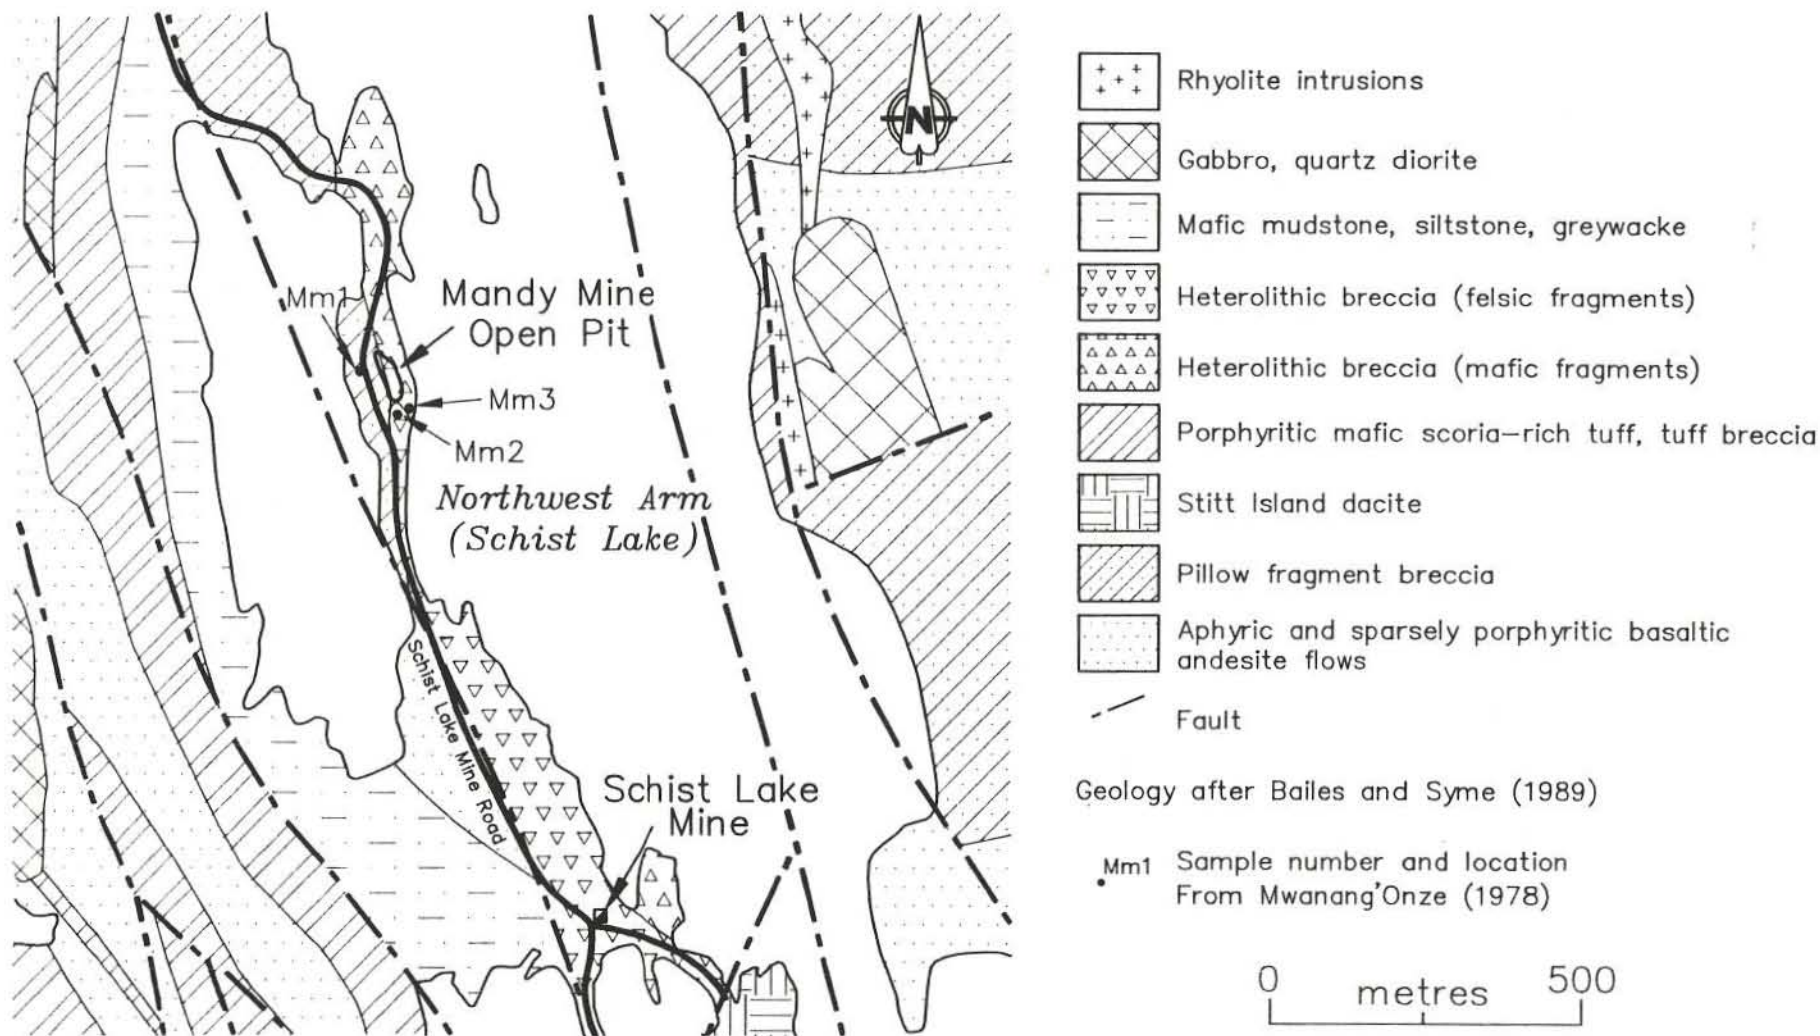 N
Mm1
Mandy Mine
Open Pit
Mm3
Mm2
Northwest Arm
(Schist Lake)
Schist Lake Mine Road
Schist Lake
Mine
Rhyolite intrusions
Gabbro, quartz diorite
Mafic mudstone, siltstone, greywacke
Heterolithic breccia (felsic fragments)
Heterolithic breccia (mafic fragments)
Porphyritic mafic scoria-rich tuff, tuff breccia
Stitt Island dacite
Pillow fragment breccia
Aphyric and sparsely porphyritic basaltic
andesite flows
Fault
Geology after Bailes and Syme (1989)
Mm1 Sample number and location
From Mwanang'Onze (1978)
0 metres 500